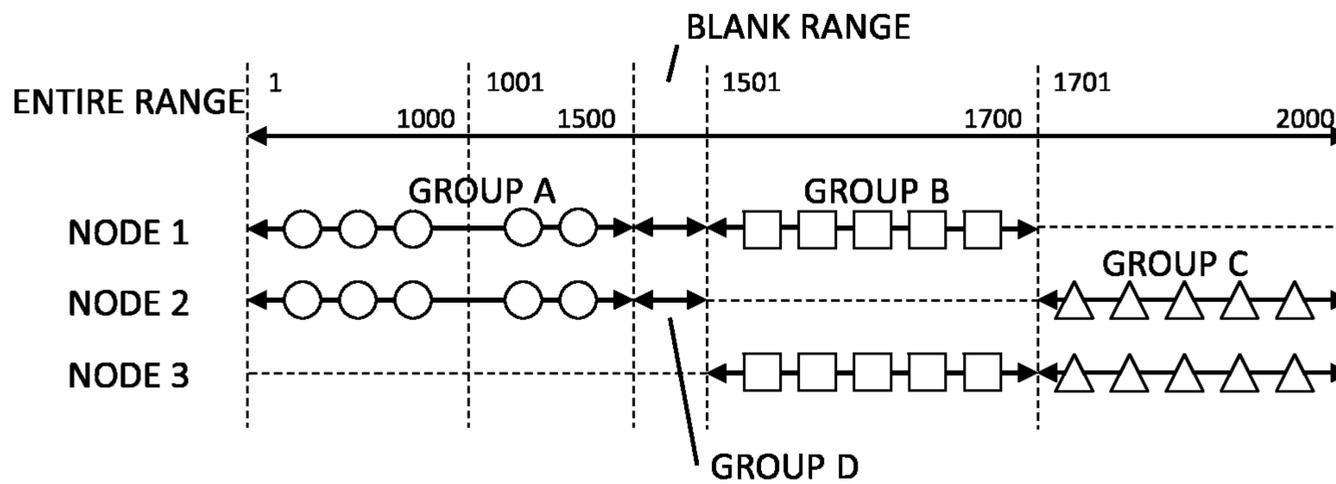 BLANK RANGE
1
1001
1501
1701
ENTIRE RANGE
1000
1500
1700
2000
GROUP A
GROUP B
NODE 1
GROUP C
NODE 2
NODE 3
GROUP D